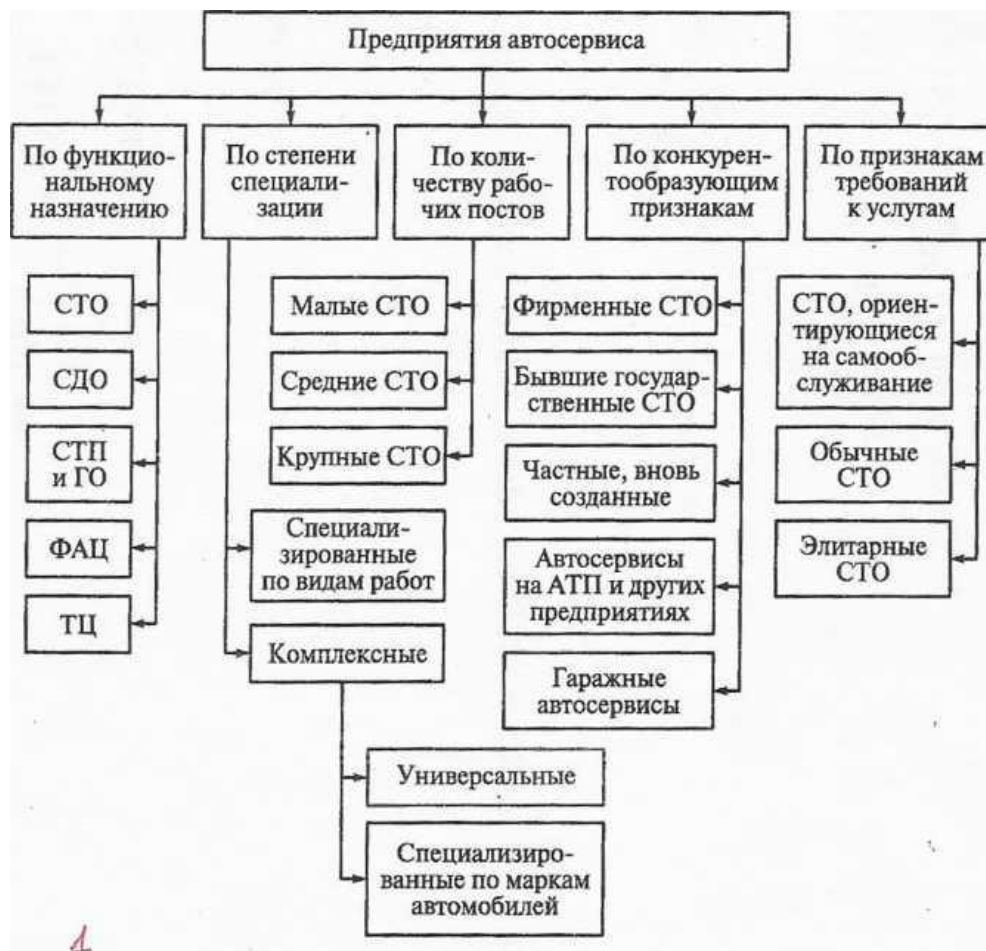 Предприятия автосервиса
По функцио-
нальному
назначению
По степени
специали-
зации
По коли-
честву рабо-
чих постов
По конкурен-
тообразующим
признакам
По признакам
требований
к услугам
СТО
СДО
СТП
и ГО
ФАЦ
ТЦ
Специали-
зированные
по видам работ
Комплексные
Универсальные
Специализиро-
ванные по маркам
автомобилей
Малые СТО
Средние СТО
Крупные СТО
Фирменные СТО
Бывшие государ-
ственные СТО
Частные, вновь
созданные
Автосервисы
на АТП и других
предприятиях
Гаражные
автосервисы
СТО, ориен-
тирующиеся
на самооб-
служивание
Обычные
СТО
Элитарные
СТО
1